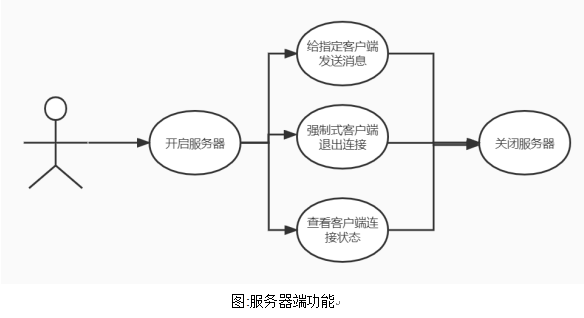 给指定客户端
发送消息
开启服务器
强制式客户端
退出连接
关闭服务器
查看客户端连
接状态
图:服务器端功能